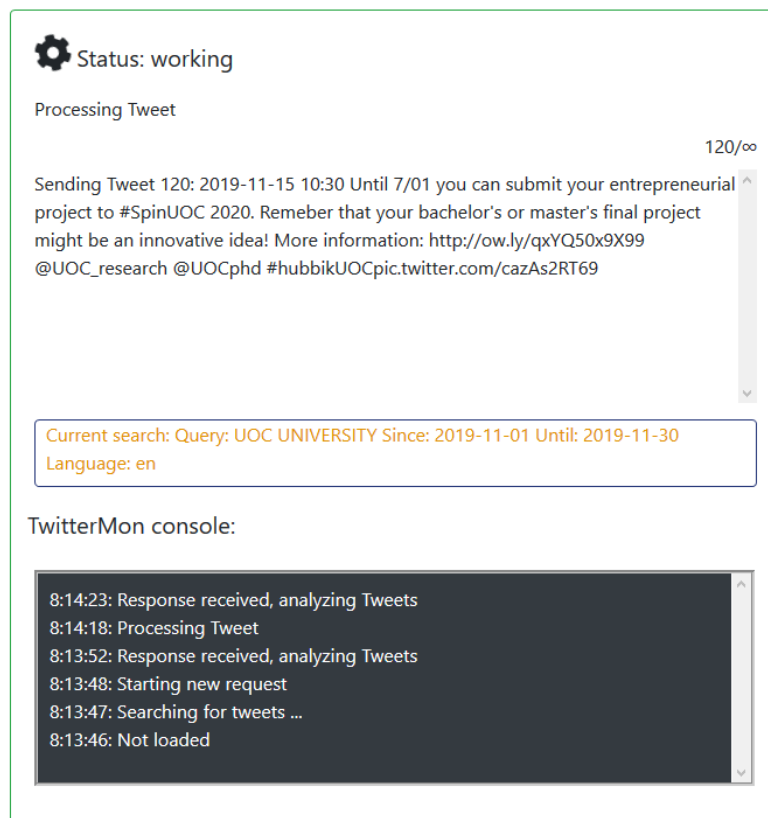 Status: working
Processing Tweet
120/∞
Sending Tweet 120: 2019-11-15 10:30 Until 7/01 you can submit your entrepreneurial
project to #SpinUOC 2020. Remeber that your bachelor's or master's final project
might be an innovative idea! More information: http://ow.ly/qxYQ50x9X99
@UOC_research @UOCphd #hubbikUOCpic.twitter.com/cazAs2RT69
Current search: Query: UOC UNIVERSITY Since: 2019-11-01 Until: 2019-11-30
Language: en
TwitterMon console:
8:14:23: Response received, analyzing Tweets
8:14:18: Processing Tweet
8:13:52: Response received, analyzing Tweets
8:13:48: Starting new request
8:13:47: Searching for tweets ...
8:13:46: Not loaded